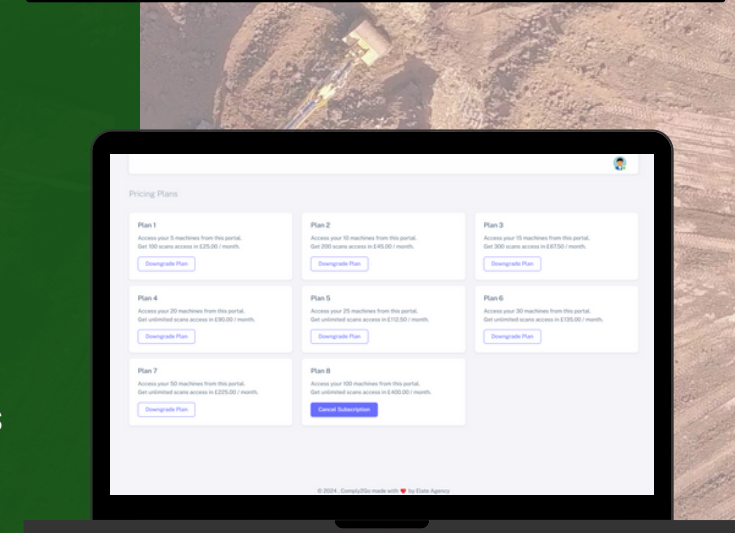 Pricing Plans
Plan 1
Access your 5 machines from this portal.
Get 100 scans access in £25.00 / month.
Downgrade Plan
Plan 2
Access your 10 machines from this portal.
Get 200 scans access in £45.00 / month.
Downgrade Plan
Plan 3
Access your 15 machines from this portal.
Get 300 scans access in £67.50 / month.
Downgrade Plan
Plan 4
Access your 20 machines from this portal.
Get unlimited scans access in £90.00 / month.
Downgrade Plan
Plan 5
Access your 25 machines from this portal.
Get unlimited scans access in £112.50 / month.
Downgrade Plan
Plan 6
Access your 30 machines from this portal.
Get unlimited scans access in £135.00 / month.
Downgrade Plan
Plan 7
Access your 50 machines from this portal.
Get unlimited scans access in £225.00 / month.
Downgrade Plan
Plan 8
Access your 100 machines from this portal.
Get unlimited scans access in £400.00 / month.
Cancel Subscription
© 2024 , Comply2Go made with ❤ by Elate Agency